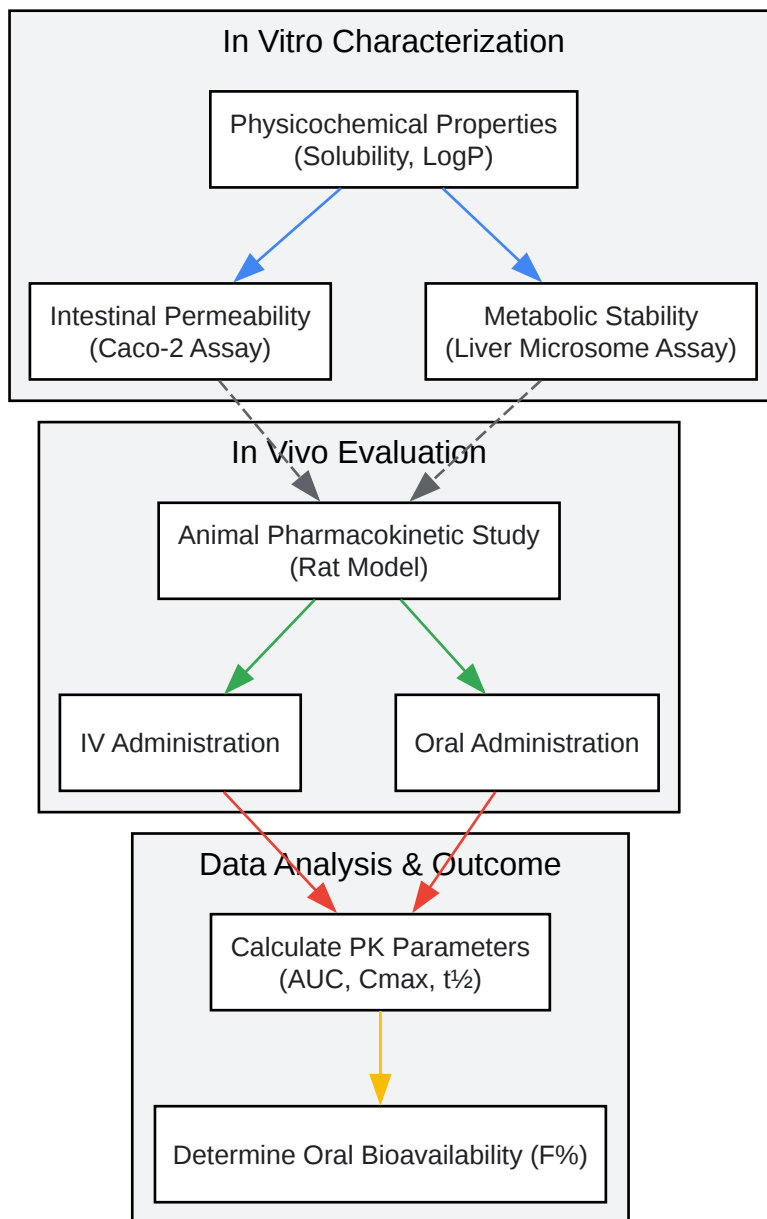 In Vitro Characterization
Physicochemical Properties
(Solubility, LogP)
Intestinal Permeability
(Caco-2 Assay)
Metabolic Stability
(Liver Microsome Assay)
In Vivo Evaluation
Animal Pharmacokinetic Study
(Rat Model)
IV Administration
Oral Administration
Data Analysis & Outcome
Calculate PK Parameters
(AUC, Cmax, t½)
Determine Oral Bioavailability (F%)